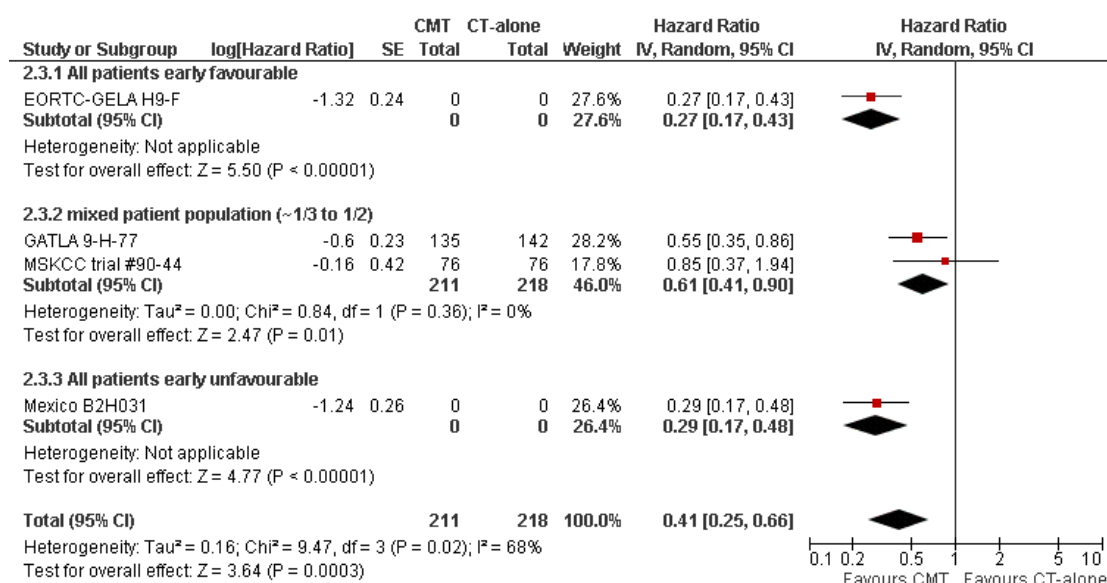 CMT CT-alone Hazard Ratio Hazard Ratio
Study or Subgroup log[Hazard Ratio] SE Total Total Weight IV, Random, 95% CI IV, Random, 95% CI
2.3.1 All patients early favourable
EORTC-GELA H9-F -1.32 0.24 0 0 27.6% 0.27 [0.17, 0.43]
Subtotal (95% CI) 0 0 27.6% 0.27 [0.17, 0.43]
Heterogeneity: Not applicable
Test for overall effect: Z = 5.50 (P < 0.00001)
2.3.2 mixed patient population (~1/3 to 1/2)
GATLA 9-H-77 -0.6 0.23 135 142 28.2% 0.55 [0.35, 0.86]
MSKCC trial #90-44 -0.16 0.42 76 76 17.8% 0.85 [0.37, 1.94]
Subtotal (95% CI) 211 218 46.0% 0.61 [0.41, 0.90]
Heterogeneity: Tau² = 0.00; Chi² = 0.84, df = 1 (P = 0.36); I² = 0%
Test for overall effect: Z = 2.47 (P = 0.01)
2.3.3 All patients early unfavourable
Mexico B2H031 -1.24 0.26 0 0 26.4% 0.29 [0.17, 0.48]
Subtotal (95% CI) 0 0 26.4% 0.29 [0.17, 0.48]
Heterogeneity: Not applicable
Test for overall effect: Z = 4.77 (P < 0.00001)
Total (95% CI) 211 218 100.0% 0.41 [0.25, 0.66]
Heterogeneity: Tau² = 0.16; Chi² = 9.47, df = 3 (P = 0.02); I² = 68%
Test for overall effect: Z = 3.64 (P = 0.0003)
0.1 0.2 0.5 1 2 5 10
Favours CMT Favours CT-alone